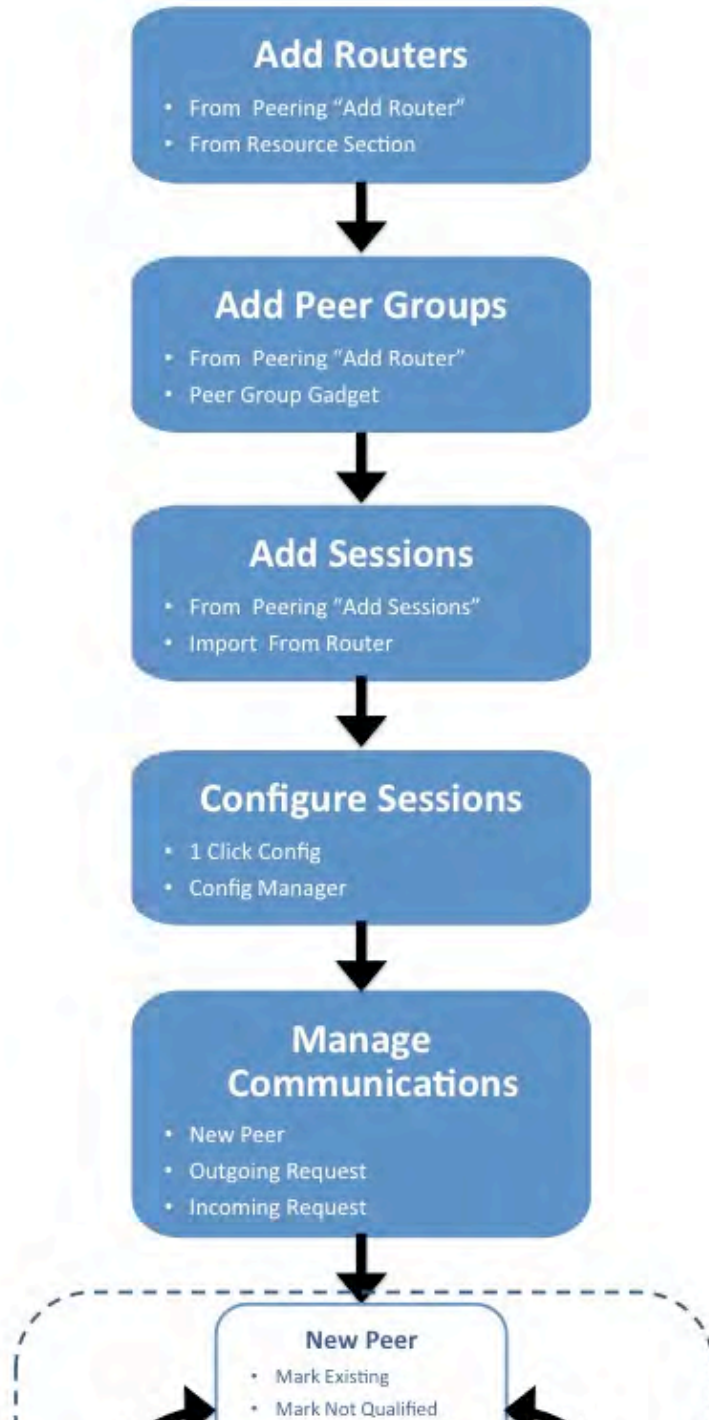 Add Routers
• From Peering “Add Router”
• From Resource Section
Add Peer Groups
• From Peering “Add Router”
• Peer Group Gadget
Add Sessions
• From Peering “Add Sessions”
• Import From Router
Configure Sessions
• 1 Click Config
• Config Manager
Manage
Communications
• New Peer
• Outgoing Request
• Incoming Request
New Peer
• Mark Existing
• Mark Not Qualified